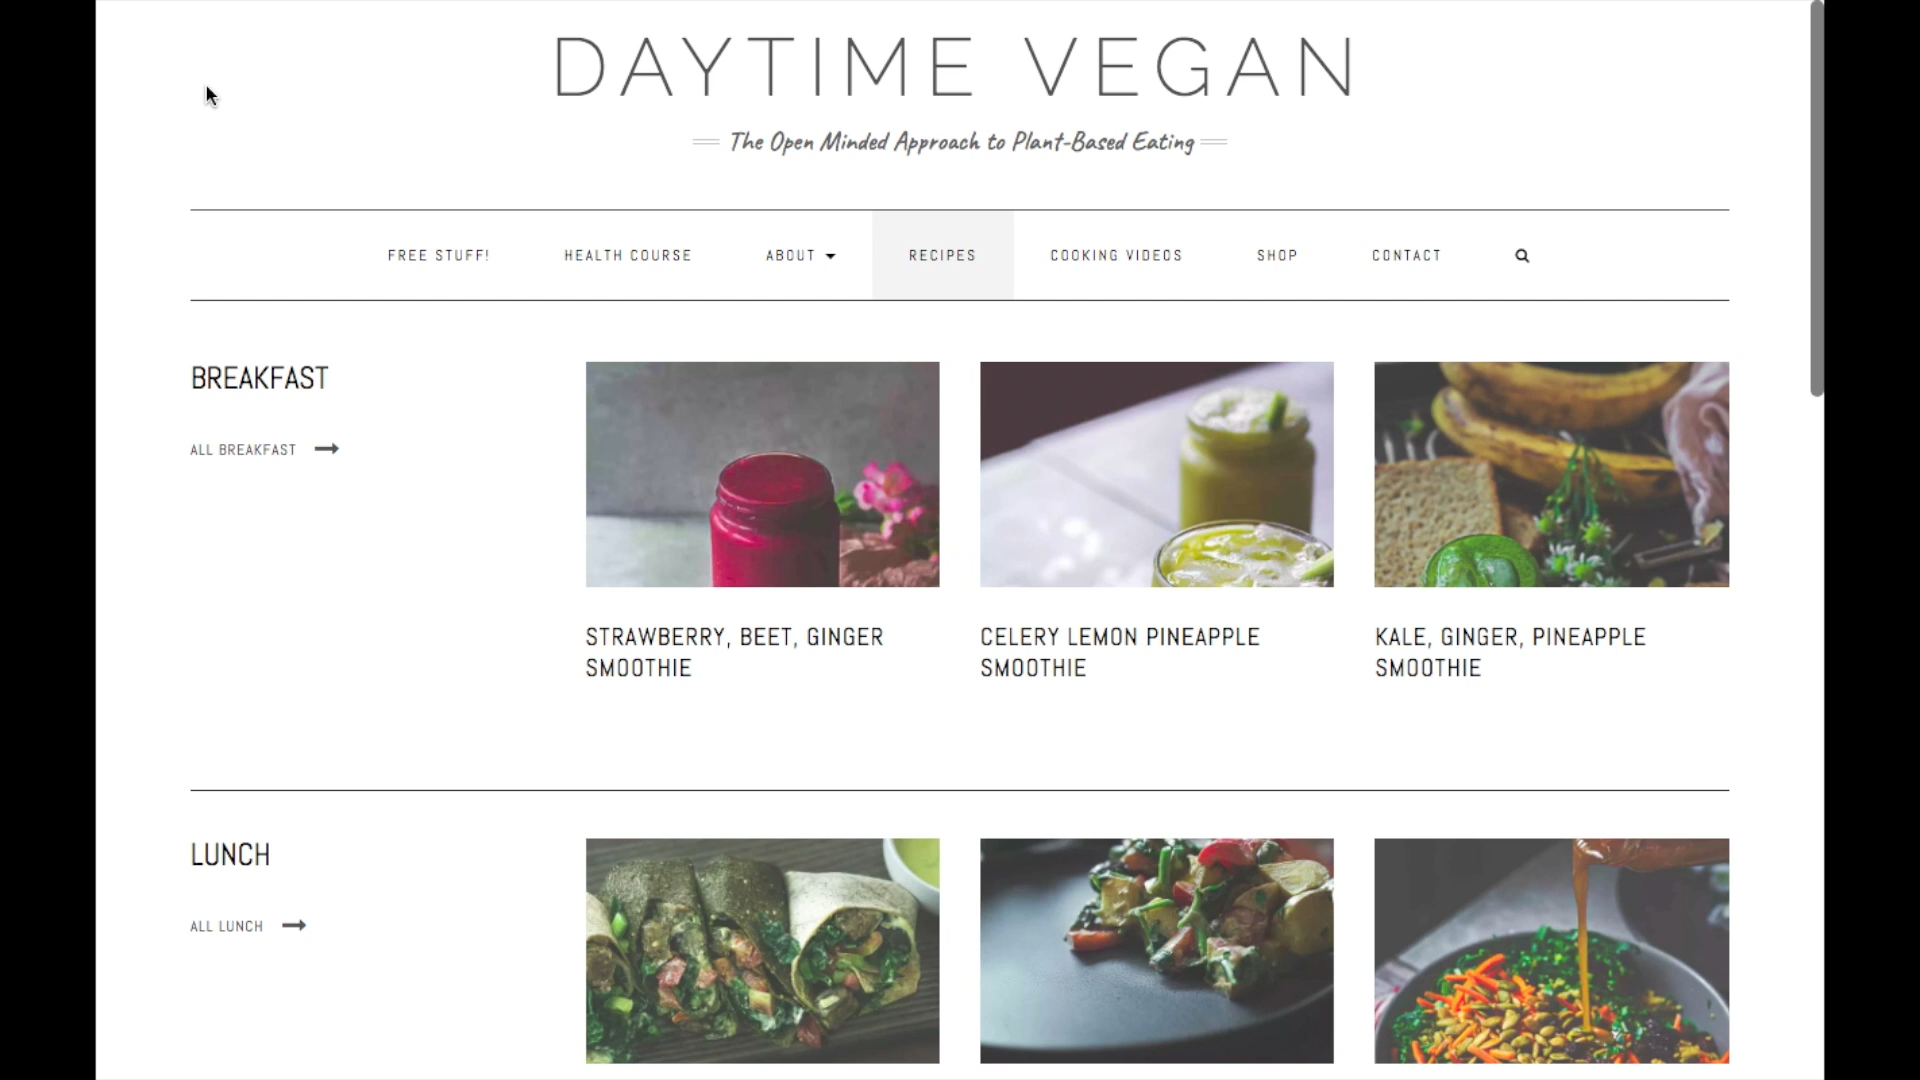 DAYTIME VEGAN
The Open Minded Approach to Plant-Based Eating
FREE STUFF! HEALTH COURSE ABOUT RECIPES COOKING VIDEOS SHOP CONTACT
BREAKFAST
ALL BREAKFAST
STRAWBERRY, BEET, GINGER
SMOOTHIE
CELERY LEMON PINEAPPLE
SMOOTHIE
KALE, GINGER, PINEAPPLE
SMOOTHIE
LUNCH
ALL LUNCH